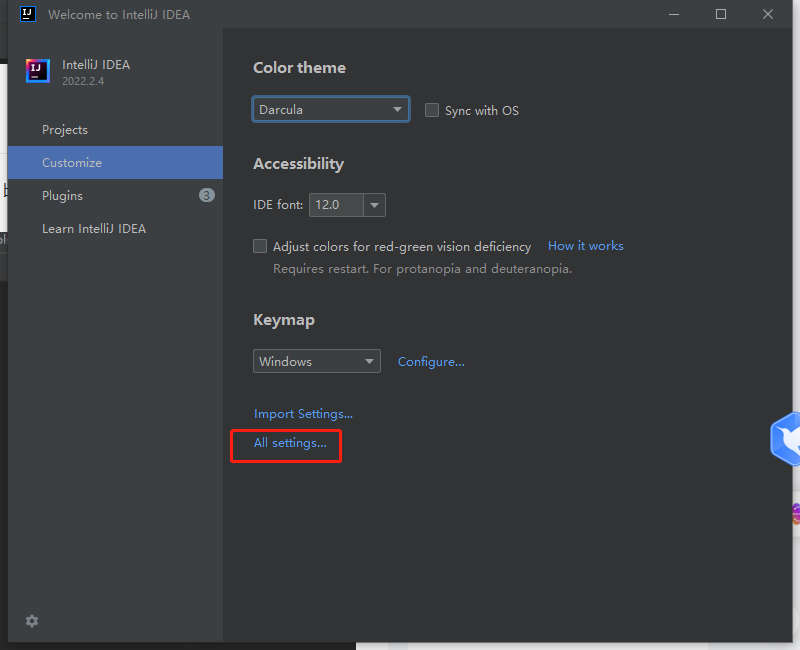 Welcome to IntelliJ IDEA
IntelliJ IDEA
2022.2.4
Projects
Customize
Plugins 3
Learn IntelliJ IDEA
Color theme
Darcula Sync with OS
Accessibility
IDE font: 12.0
Adjust colors for red-green vision deficiency How it works
Requires restart. For protanopia and deuteranopia.
Keymap
Windows Configure...
Import Settings...
All settings...